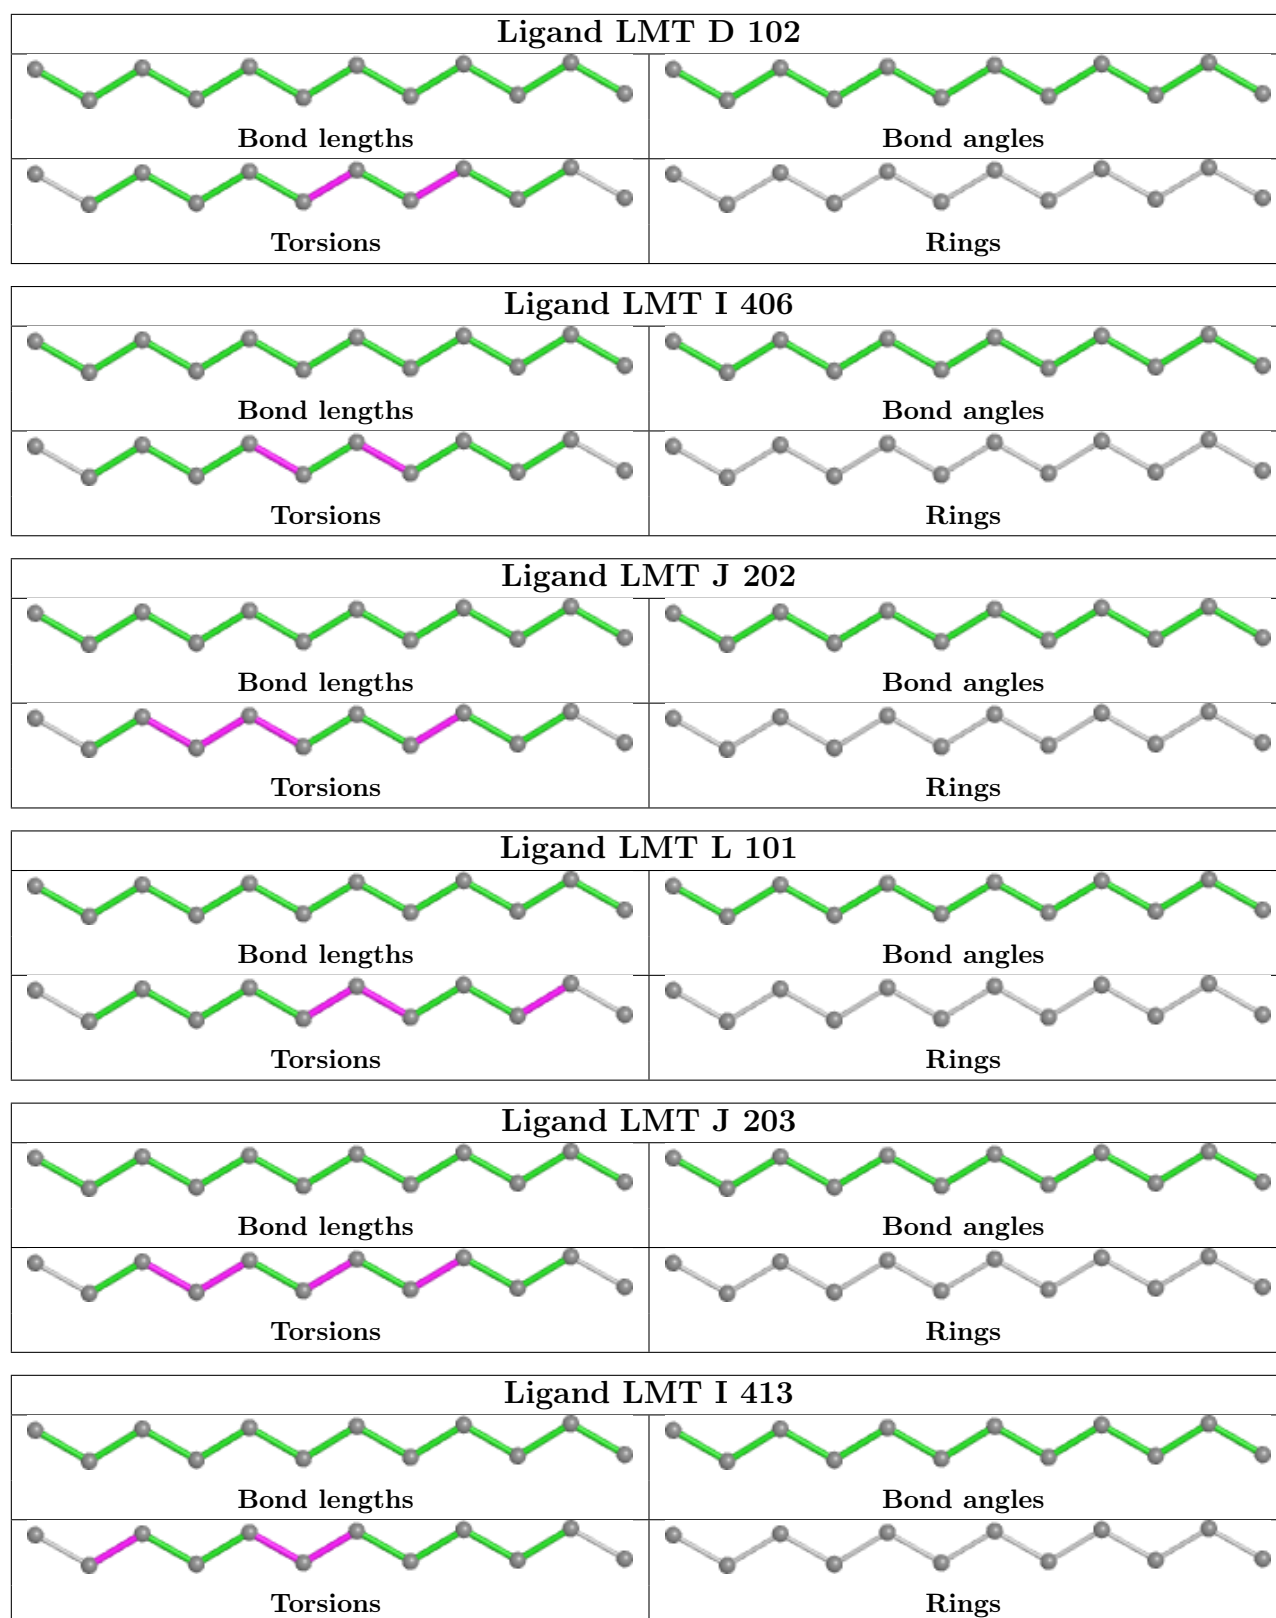 Ligand LMT D 102
Bond lengths
Bond angles
Torsions
Rings
Ligand LMT I 406
Bond lengths
Bond angles
Torsions
Rings
Ligand LMT J 202
Bond lengths
Bond angles
Torsions
Rings
Ligand LMT L 101
Bond lengths
Bond angles
Torsions
Rings
Ligand LMT J 203
Bond lengths
Bond angles
Torsions
Rings
Ligand LMT I 413
Bond lengths
Bond angles
Torsions
Rings